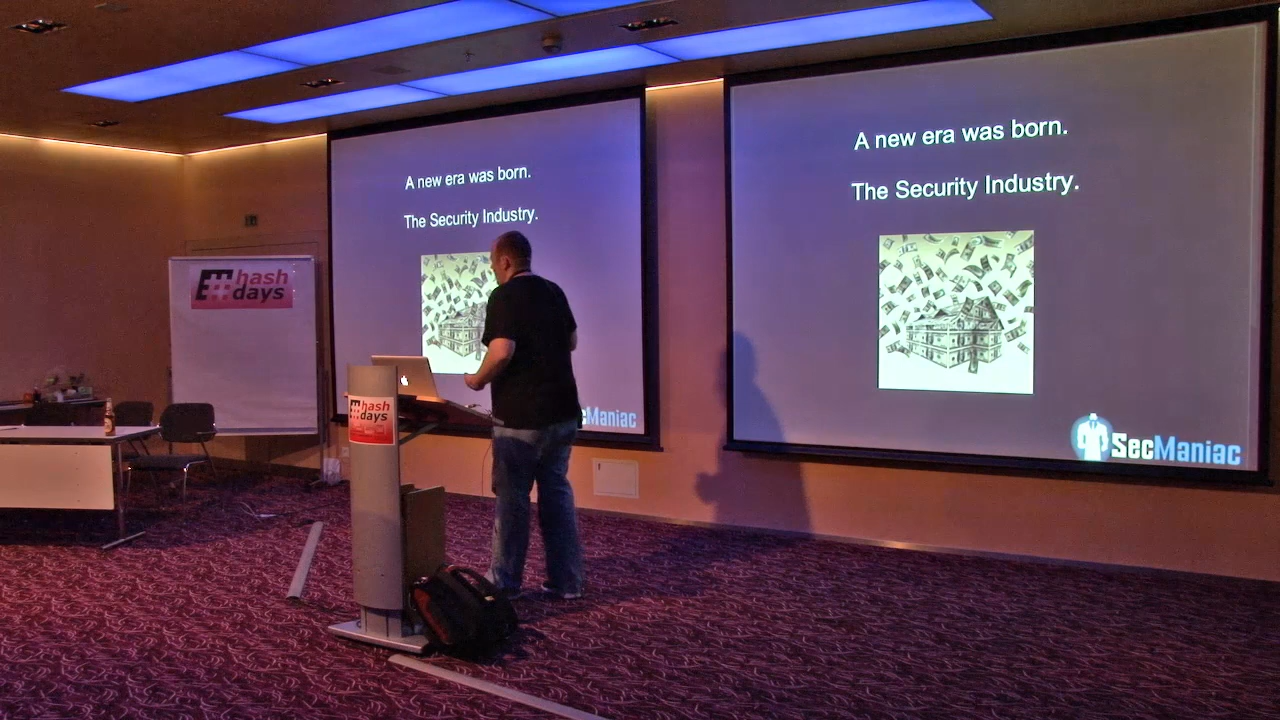 A new era was born.
The Security Industry.
Maniac
A new era was born.
The Security Industry.
SecManiac
hash
days
hash
days